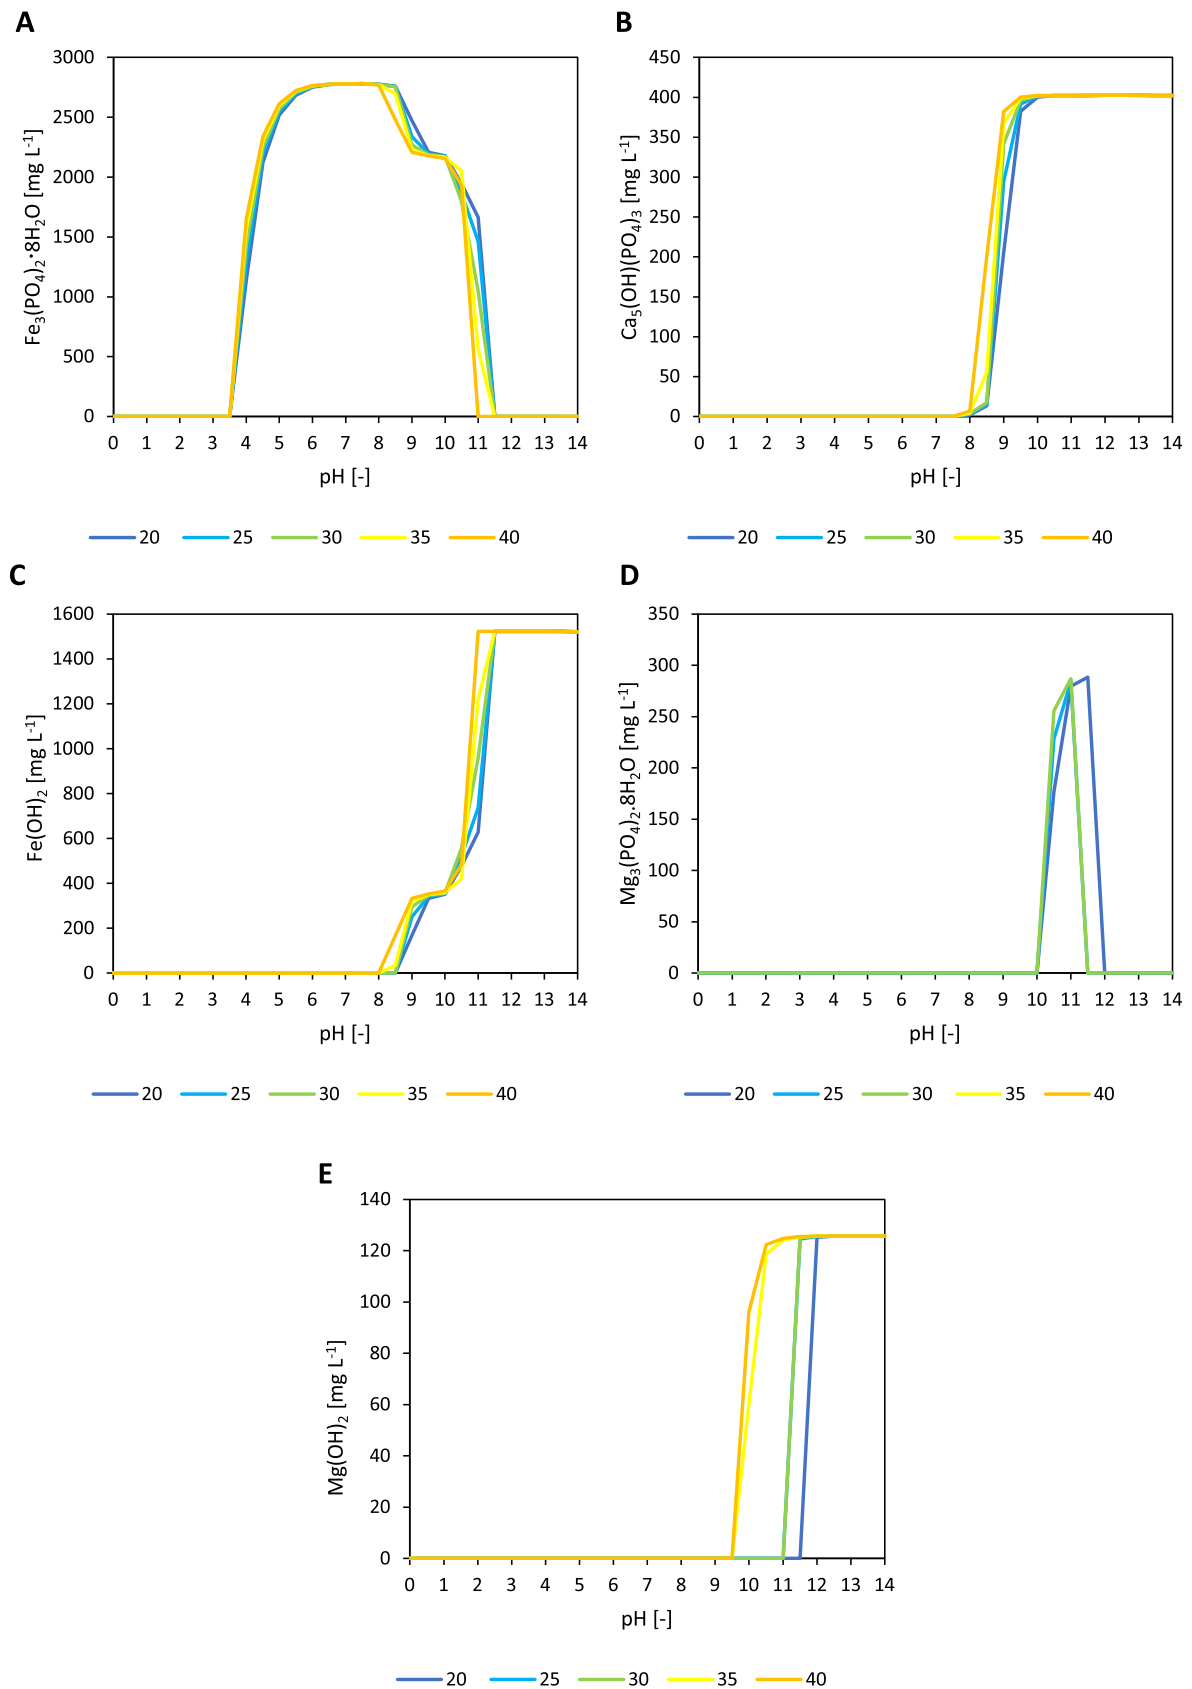 A
Fe3(PO4)2·8H2O [mg L-1]
3000
2500
2000
1500
1000
500
0
0 1 2 3 4 5 6 7 8 9 10 11 12 13 14
pH [-]
20 25 30 35 40
B
Ca5(OH)(PO4)3 [mg L-1]
450
400
350
300
250
200
150
100
50
0
0 1 2 3 4 5 6 7 8 9 10 11 12 13 14
pH [-]
20 25 30 35 40
C
Fe(OH)2 [mg L-1]
1600
1400
1200
1000
800
600
400
200
0
0 1 2 3 4 5 6 7 8 9 10 11 12 13 14
pH [-]
20 25 30 35 40
D
Mg3(PO4)2.8H2O [mg L-1]
350
300
250
200
150
100
50
0
0 1 2 3 4 5 6 7 8 9 10 11 12 13 14
pH [-]
20 25 30 35 40
E
Mg(OH)2 [mg L-1]
140
120
100
80
60
40
20
0
0 1 2 3 4 5 6 7 8 9 10 11 12 13 14
pH [-]
20 25 30 35 40